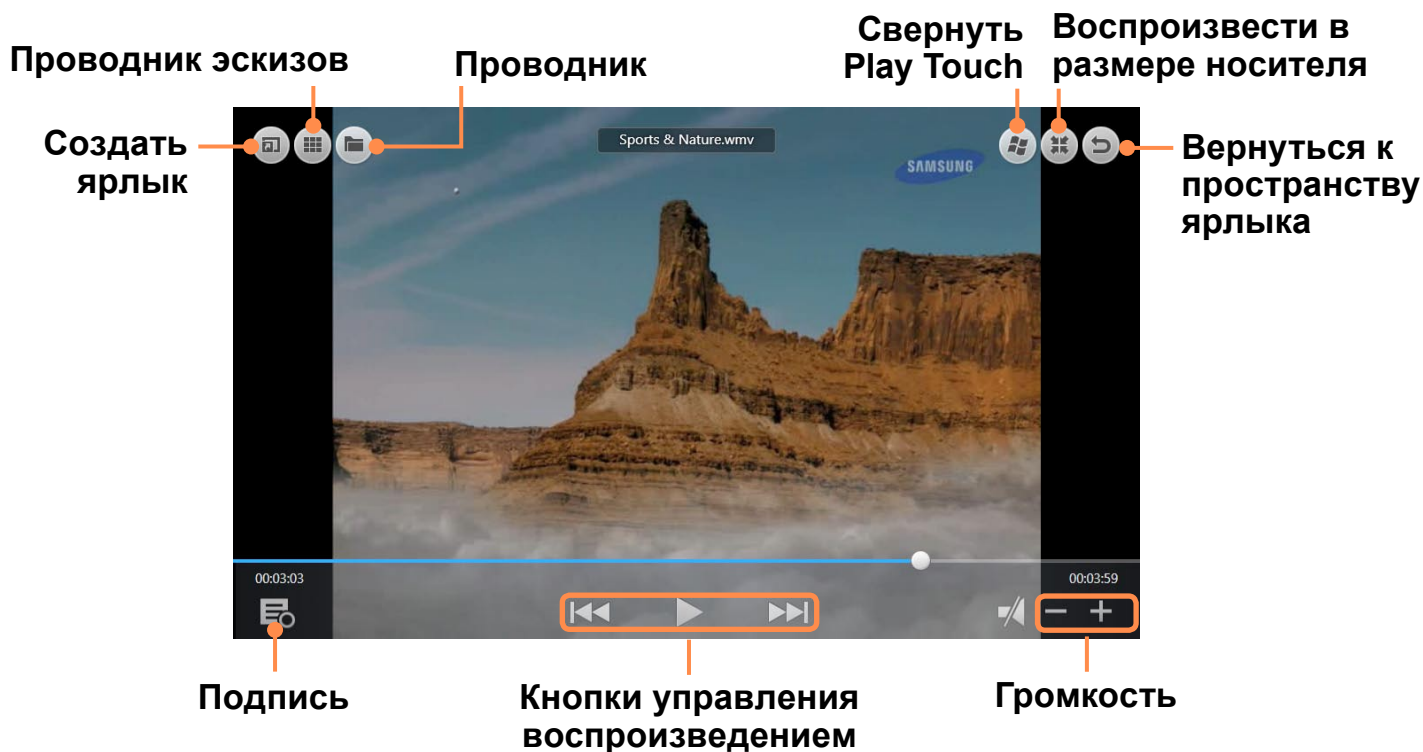 Свернуть
Play Touch
Воспроизвести в
размере носителя
Проводник эскизов
Проводник
Создать
ярлык
Sports & Nature.wmv
SAMSUNG
Вернуться к
пространству
ярлыка
00:03:03
00:03:59
Подпись
Кнопки управления
воспроизведением
Громкость